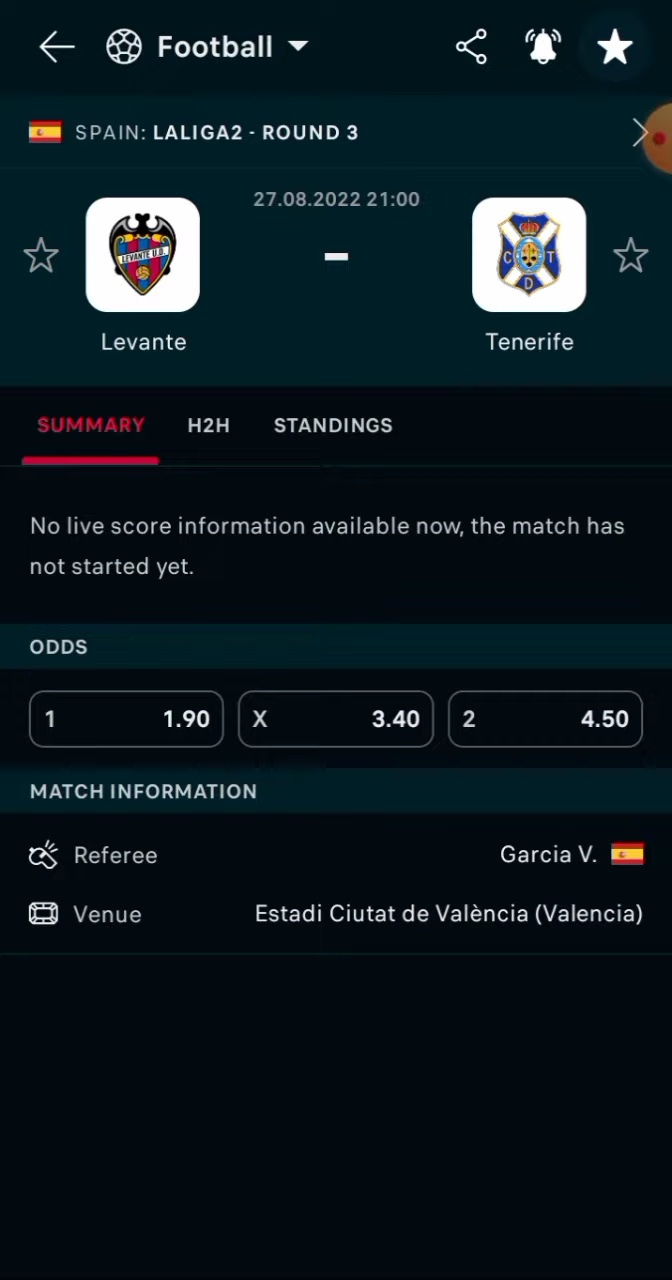 Football
SPAIN: LALIGA2 - ROUND 3
27.08.2022 21:00
LEVANTE U.D.
C T
D
-
Levante
Tenerife
SUMMARY H2H STANDINGS
No live score information available now, the match has
not started yet.
ODDS
1 1.90 X 3.40 2 4.50
MATCH INFORMATION
Referee Garcia V.
Venue Estadi Ciutat de València (Valencia)